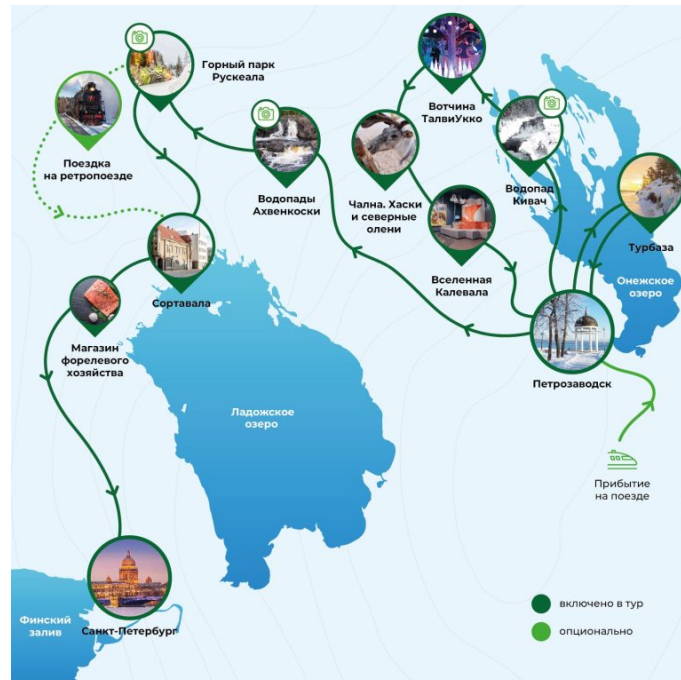 Горный парк
Рускеала
Вотчина
ТалвиУкко
Поездка
на ретропоезде
Водопады
Ахвенкоски
Чална. Хаски
и северные
олени
Водопад
Кивач
Турбаза
Вселенная
Калевала
Онежское
озеро
Сортавала
Магазин
форелевого
хозяйства
Петрозаводск
Ладожское
озеро
Прибытие
на поезде
включено в тур
Финский
залив
Санкт-Петербург
опционально